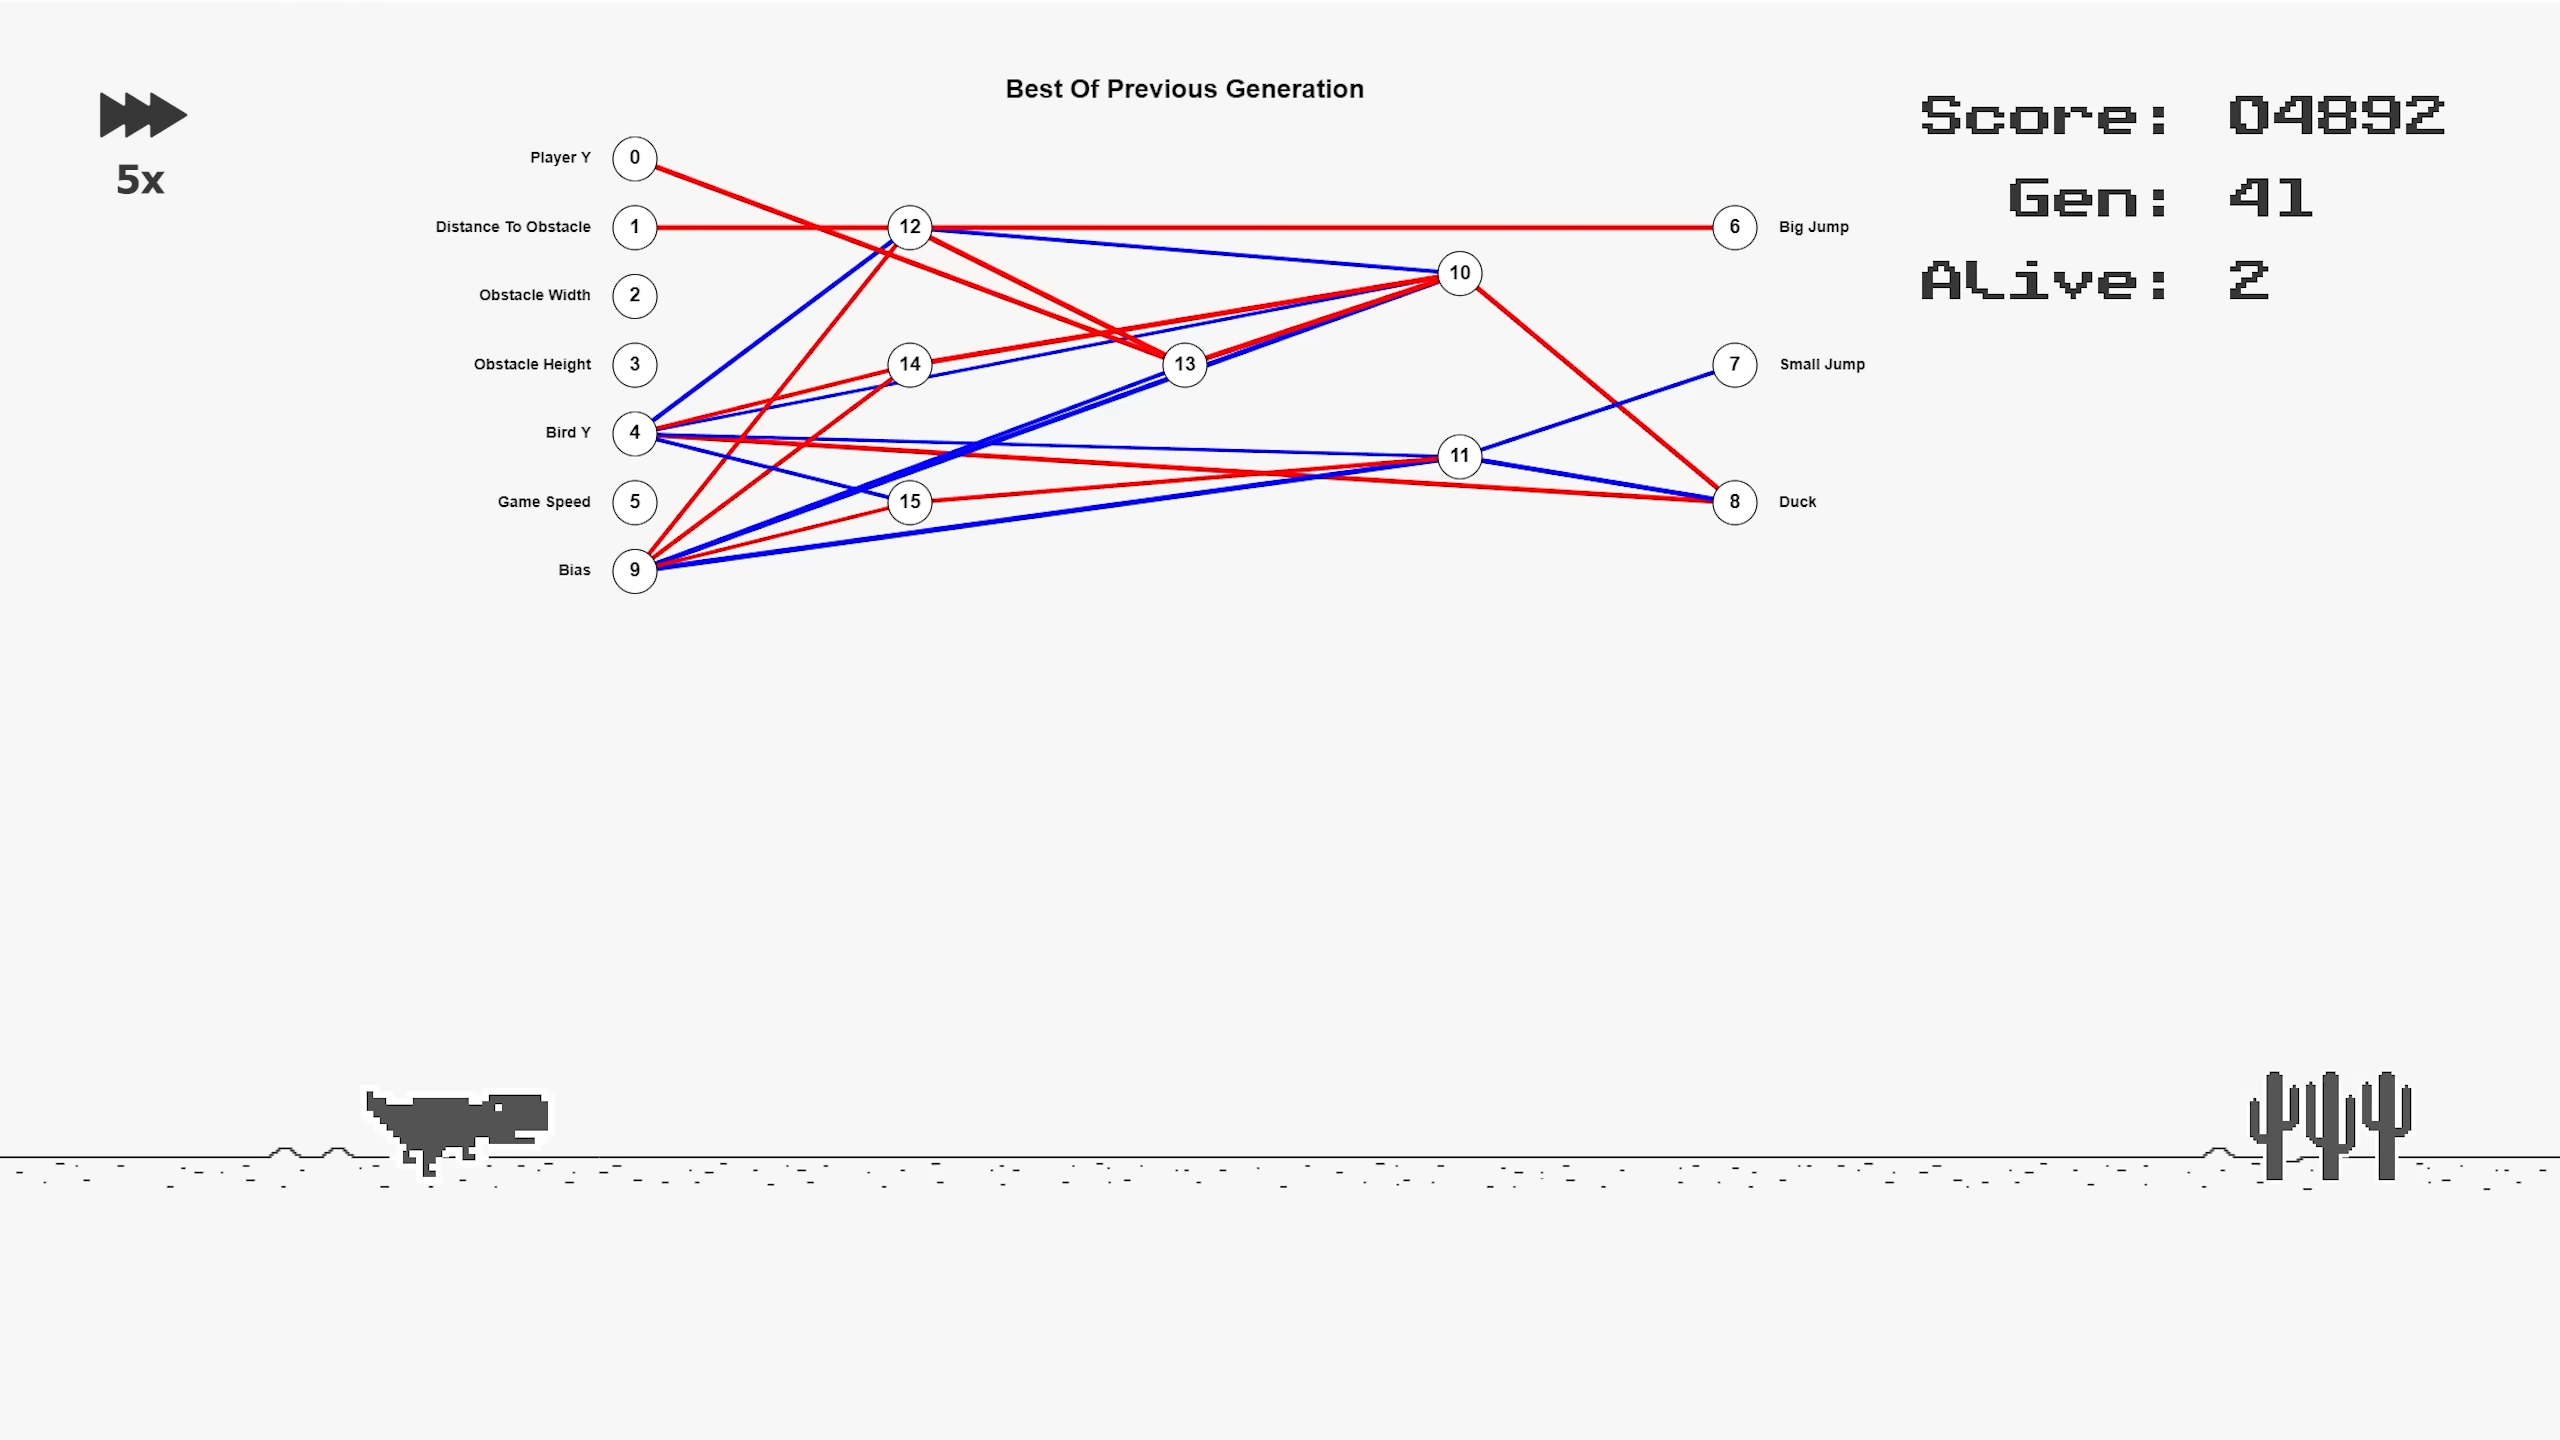 Best Of Previous Generation
5x
Score: 04892
Gen: 41
Alive: 2
Player Y 0
Distance To Obstacle 1 12 6 Big Jump
10
Obstacle Width 2
Obstacle Height 3 14 13 7 Small Jump
Bird Y 4
11
Game Speed 5 15 8 Duck
Bias 9